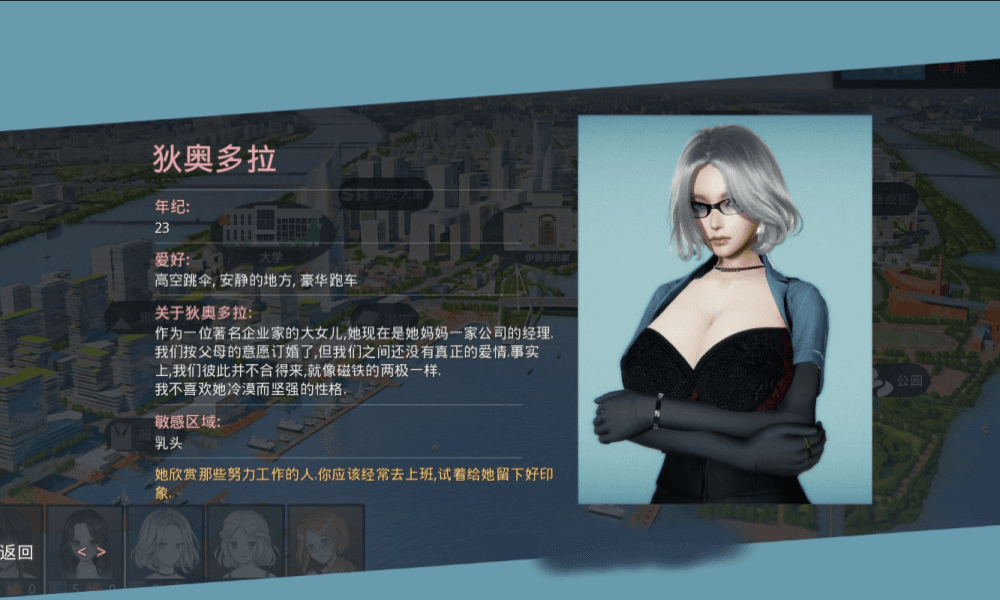 狄奥多拉
年纪:
23
爱好:
高空跳伞, 安静的地方, 豪华跑车
关于狄奥多拉:
作为一位著名企业家的大女儿,她现在是她妈妈一家公司的经理.
我们按父母的意愿订婚了,但我们之间还没有真正的爱情.事实
上,我们彼此并不合得来,就像磁铁的两极一样.
我不喜欢她冷漠而坚强的性格.
敏感区域:
乳头
她欣赏那些努力工作的人.你应该经常去上班,试着给她留下好印
象.
大学
伊莉莎的家
商业街
公园
返回
< >